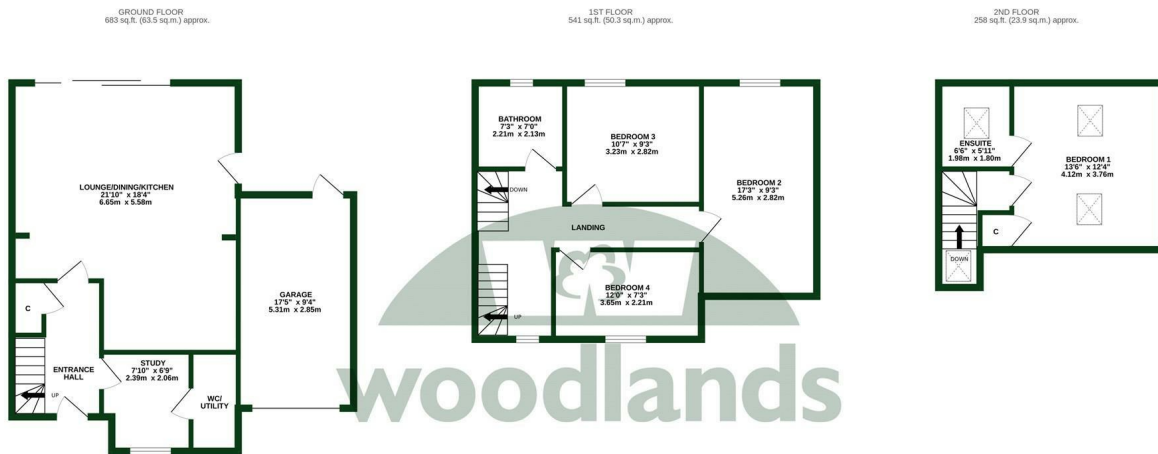 GROUND FLOOR
683 sq.ft. (63.5 sq.m.) approx.
LOUNGE/DINING/KITCHEN
21'10" x 18'4"
6.65m x 5.58m
C
GARAGE
17'5" x 9'4"
5.31m x 2.85m
ENTRANCE
HALL
UP
STUDY
7'10" x 6'9"
2.39m x 2.06m
WC/
UTILITY
1ST FLOOR
541 sq.ft. (50.3 sq.m.) approx.
BATHROOM
7'3" x 7'0"
2.21m x 2.13m
BEDROOM 3
10'7" x 9'3"
3.23m x 2.82m
BEDROOM 2
17'3" x 9'3"
5.26m x 2.82m
DOWN
LANDING
BEDROOM 4
12'0" x 7'3"
3.65m x 2.21m
UP
2ND FLOOR
258 sq.ft. (23.9 sq.m.) approx.
ENSUITE
6'6" x 5'11"
1.98m x 1.80m
BEDROOM 1
13'6" x 12'4"
4.12m x 3.76m
C
DOWN
woodlands